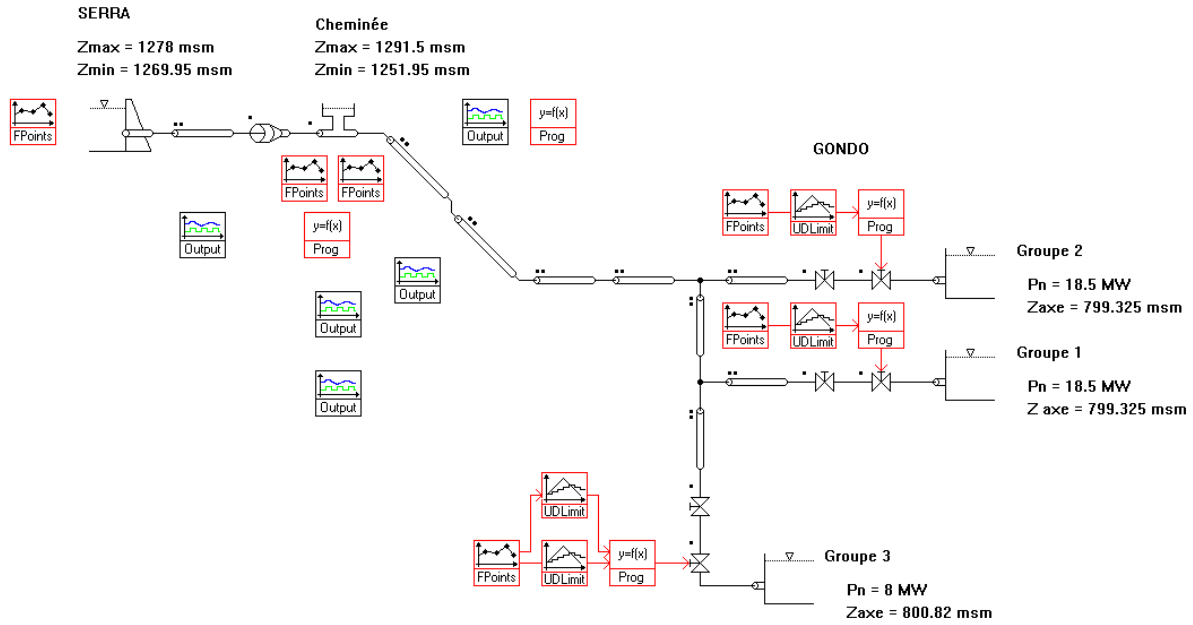 SERRA
Zmax = 1278 msm
Zmin = 1269.95 msm
Cheminée
Zmax = 1291.5 msm
Zmin = 1251.95 msm
FPoints
Output
y=f(x)
Prog
FPoints
FPoints
Output
y=f(x)
Prog
Output
Output
Output
GONDO
FPoints
UDLimit
y=f(x)
Prog
Groupe 2
Pn = 18.5 MW
Zaxe = 799.325 msm
FPoints
UDLimit
y=f(x)
Prog
Groupe 1
Pn = 18.5 MW
Z axe = 799.325 msm
UDLimit
FPoints
UDLimit
y=f(x)
Prog
Groupe 3
Pn = 8 MW
Zaxe = 800.82 msm